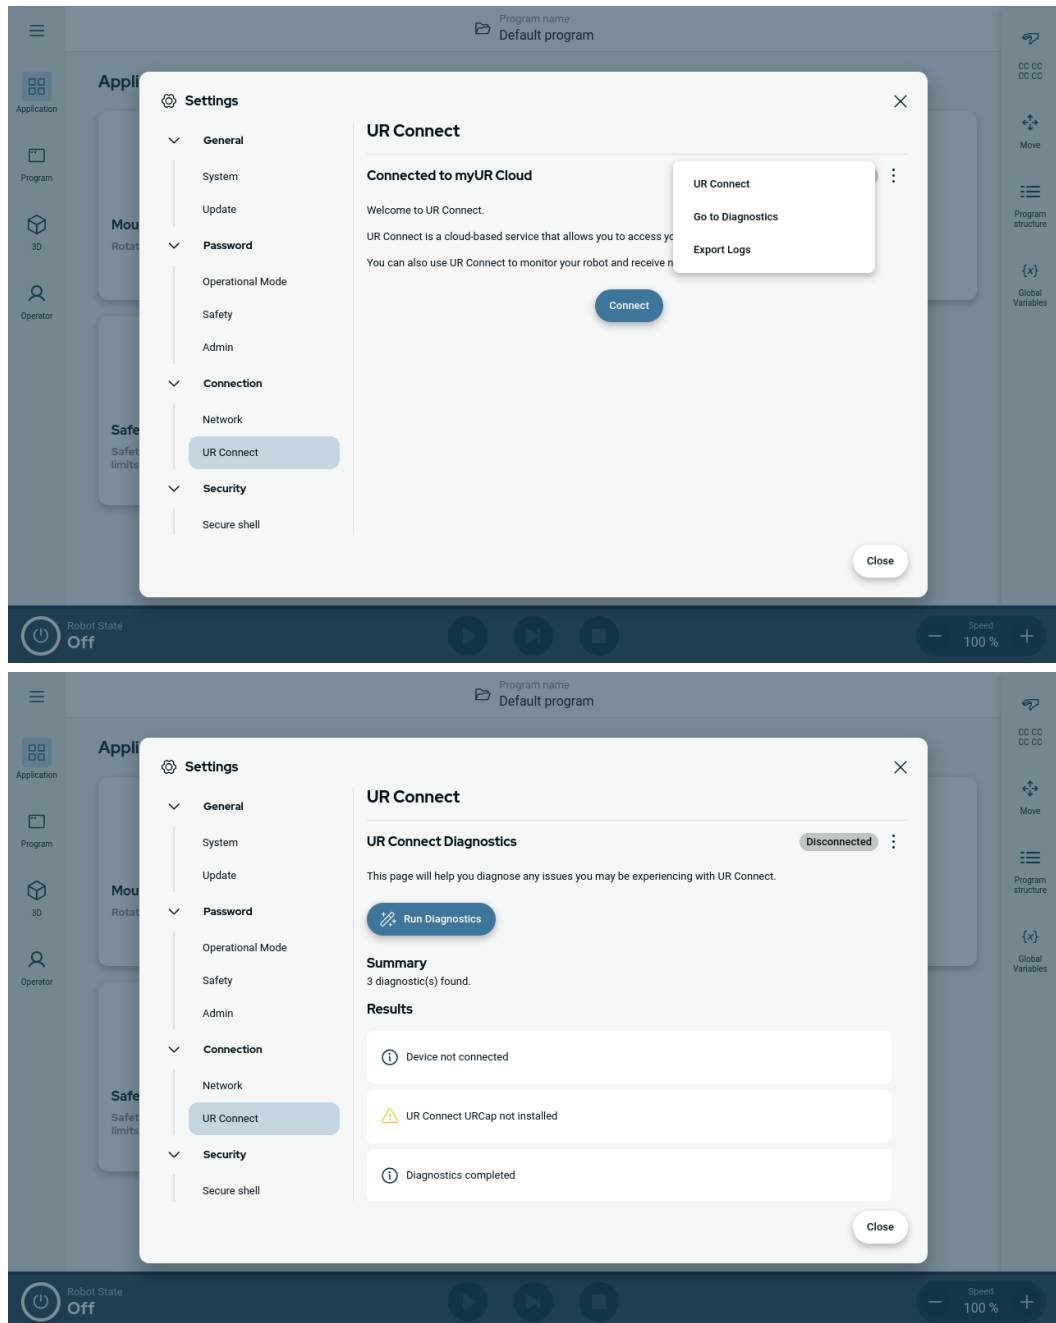 Program name
Default program
Application
Program
3D
Operator
Appli
Mou
Rotat
Safe
Safet
limits
Settings
General
System
Update
Password
Operational Mode
Safety
Admin
Connection
Network
UR Connect
Security
Secure shell
UR Connect
Connected to myUR Cloud
Welcome to UR Connect.
UR Connect is a cloud-based service that allows you to access yo
You can also use UR Connect to monitor your robot and receive n
UR Connect
Go to Diagnostics
Export Logs
Connect
Close
CC CC
CC CC
Move
Program
structure
{x}
Global
Variables
Robot State
Off
Speed
100 %
Program name
Default program
Application
Program
3D
Operator
Appli
Mou
Rotat
Safe
Safet
limits
Settings
General
System
Update
Password
Operational Mode
Safety
Admin
Connection
Network
UR Connect
Security
Secure shell
UR Connect
UR Connect Diagnostics
Disconnected
This page will help you diagnose any issues you may be experiencing with UR Connect.
Run Diagnostics
Summary
3 diagnostic(s) found.
Results
Device not connected
UR Connect URCap not installed
Diagnostics completed
Close
CC CC
CC CC
Move
Program
structure
{x}
Global
Variables
Robot State
Off
Speed
100 %